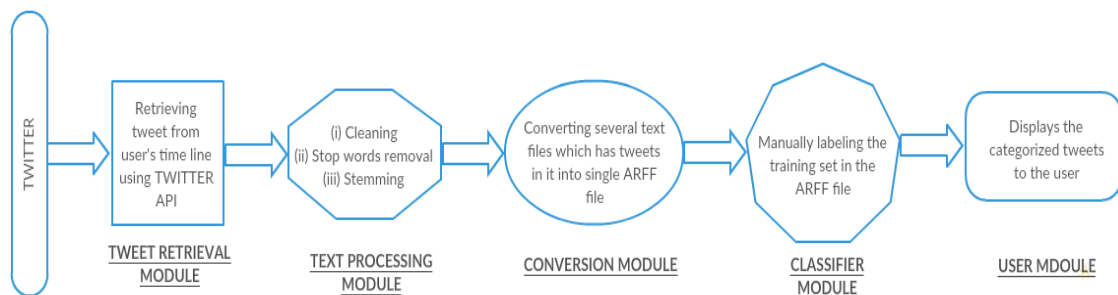 TWITTER
Retrieving
tweet from
user's time line
using TWITTER
API
TWEET RETRIEVAL
MODULE
(i) Cleaning
(ii) Stop words removal
(iii) Stemming
TEXT PROCESSING
MODULE
Converting several text
files which has tweets
in it into single ARFF
file
CONVERSION MODULE
Manually labeling the
training set in the
ARFF file
CLASSIFIER
MODULE
Displays the
categorized tweets
to the user
USER MDOULE